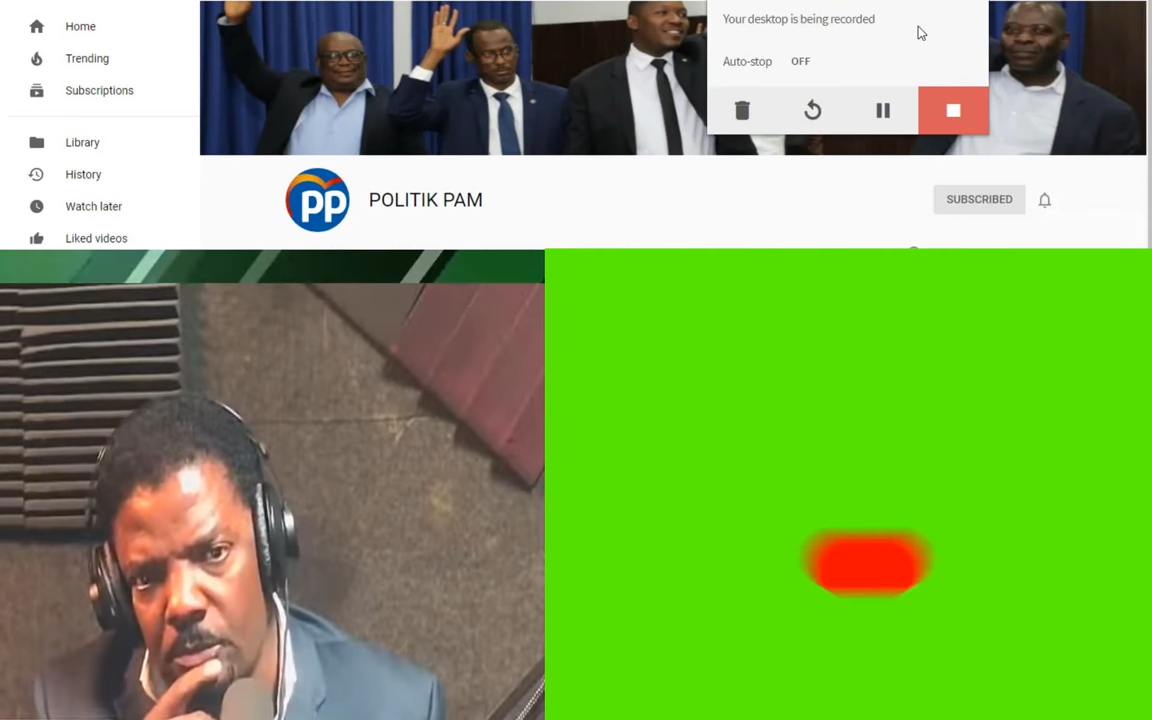 Home
Trending
Subscriptions
Library
History
Watch later
Liked videos
Your desktop is being recorded
Auto-stop OFF
pp
POLITIK PAM
SUBSCRIBED